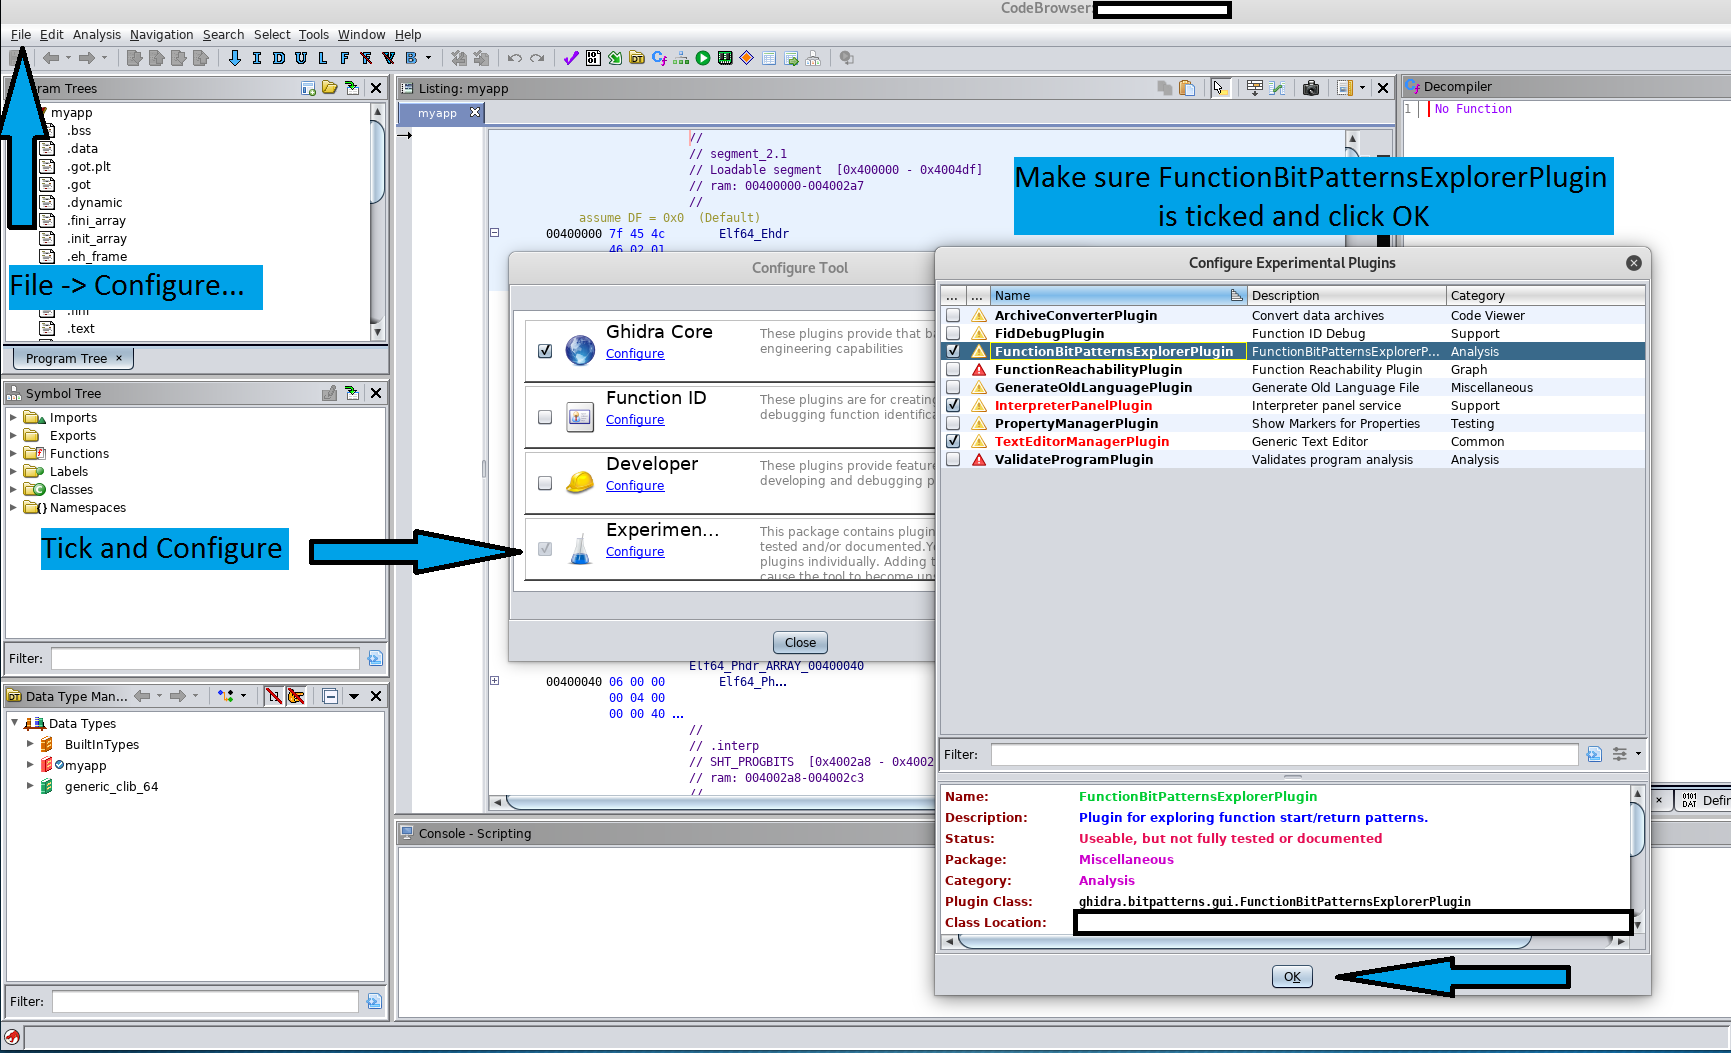 CodeBrowser:
File Edit Analysis Navigation Search Select Tools Window Help
I D U L F B
Trees
myapp
.bss
.data
.got.plt
.got
.dynamic
.fini_array
.init_array
.eh_frame
File -> Configure...
.text
Program Tree ×
Symbol Tree
Imports
Exports
Functions
Labels
Classes
Namespaces
Tick and Configure
Filter:
Data Type Man...
Data Types
BuiltInTypes
myapp
generic_clib_64
Filter:
Listing: myapp
myapp
//
// segment_2.1
// Loadable segment [0x400000 - 0x4004df]
// ram: 00400000-004002a7
//
assume DF = 0x0 (Default)
00400000 7f 45 4c Elf64_Ehdr
46 02 01
Elf64_Phdr_ARRAY_00400040
00400040 06 00 00 Elf64_Ph...
00 04 00
00 00 40 ...
//
// .interp
// SHT_PROGBITS [0x4002a8 - 0x4002
// ram: 004002a8-004002c3
//
Console - Scripting
Decompiler
1 No Function
Make sure FunctionBitPatternsExplorerPlugin
is ticked and click OK
Configure Tool
Ghidra Core
Configure
These plugins provide that ba
engineering capabilities
Function ID
Configure
These plugins are for creating
debugging function identifica
Developer
Configure
These plugins provide feature
developing and debugging p
Experimen...
Configure
This package contains plugin
tested and/or documented.Yo
plugins individually. Adding t
cause the tool to become un
Close
Configure Experimental Plugins
... ... Name Description Category
ArchiveConverterPlugin Convert data archives Code Viewer
FidDebugPlugin Function ID Debug Support
FunctionBitPatternsExplorerPlugin FunctionBitPatternsExplorerP... Analysis
FunctionReachabilityPlugin Function Reachability Plugin Graph
GenerateOldLanguagePlugin Generate Old Language File Miscellaneous
InterpreterPanelPlugin Interpreter panel service Support
PropertyManagerPlugin Show Markers for Properties Testing
TextEditorManagerPlugin Generic Text Editor Common
ValidateProgramPlugin Validates program analysis Analysis
Filter:
Name: FunctionBitPatternsExplorerPlugin
Description: Plugin for exploring function start/return patterns.
Status: Useable, but not fully tested or documented
Package: Miscellaneous
Category: Analysis
Plugin Class: ghidra.bitpatterns.gui.FunctionBitPatternsExplorerPlugin
Class Location:
OK
× Defin